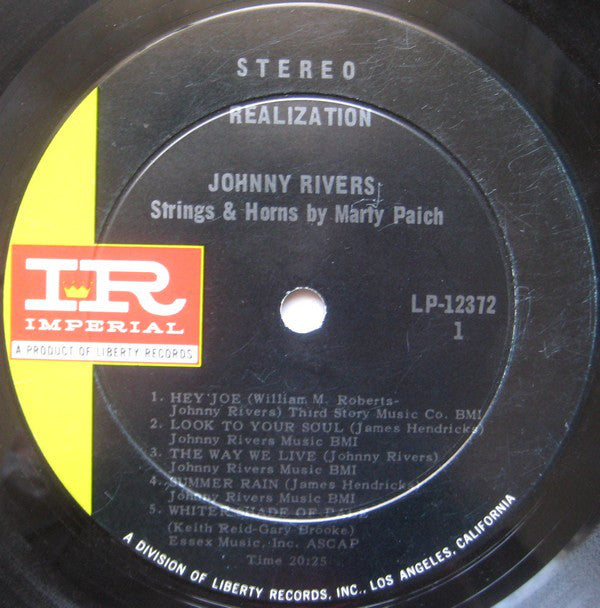 STEREO
REALIZATION
JOHNNY RIVERS
Strings & Horns by Marty Paich
IR
IMPERIAL
A PRODUCT OF LIBERTY RECORDS
LP-12372
1
1. HEY JOE (William M. Roberts-
Johnny Rivers) Third Story Music Co. BMI
2. LOOK TO YOUR SOUL (James Hendricks)
Johnny Rivers Music BMI
3. THE WAY WE LIVE (Johnny Rivers)
Johnny Rivers Music BMI
4. SUMMER RAIN (James Hendricks)
Johnny Rivers Music BMI
5. WHITER SHADE OF PALE
(Keith Reid-Gary Brooke)
Essex Music, Inc. ASCAP
Time 20:25
A DIVISION OF LIBERTY RECORDS, INC., LOS ANGELES, CALIFORNIA